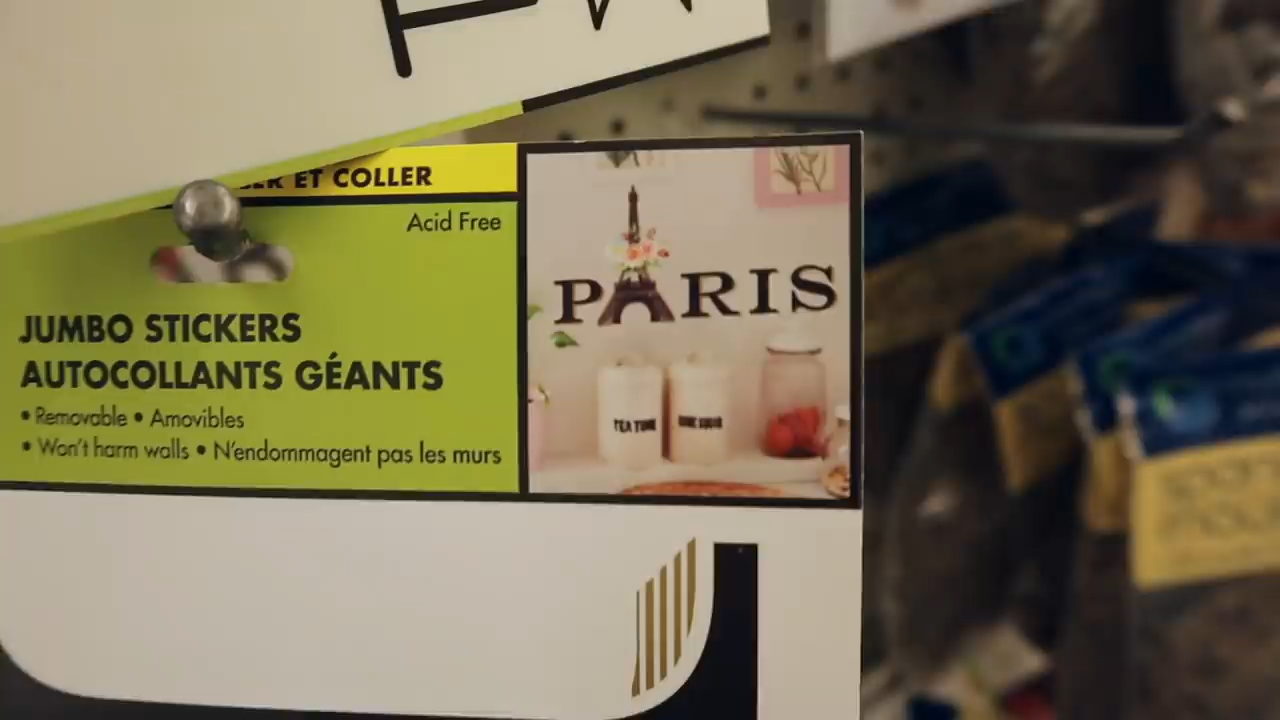 ET COLLER
Acid Free
JUMBO STICKERS
AUTOCOLLANTS GÉANTS
• Removable • Amovibles
• Won't harm walls • N'endommagent pas les murs
PARIS
TEA TIME